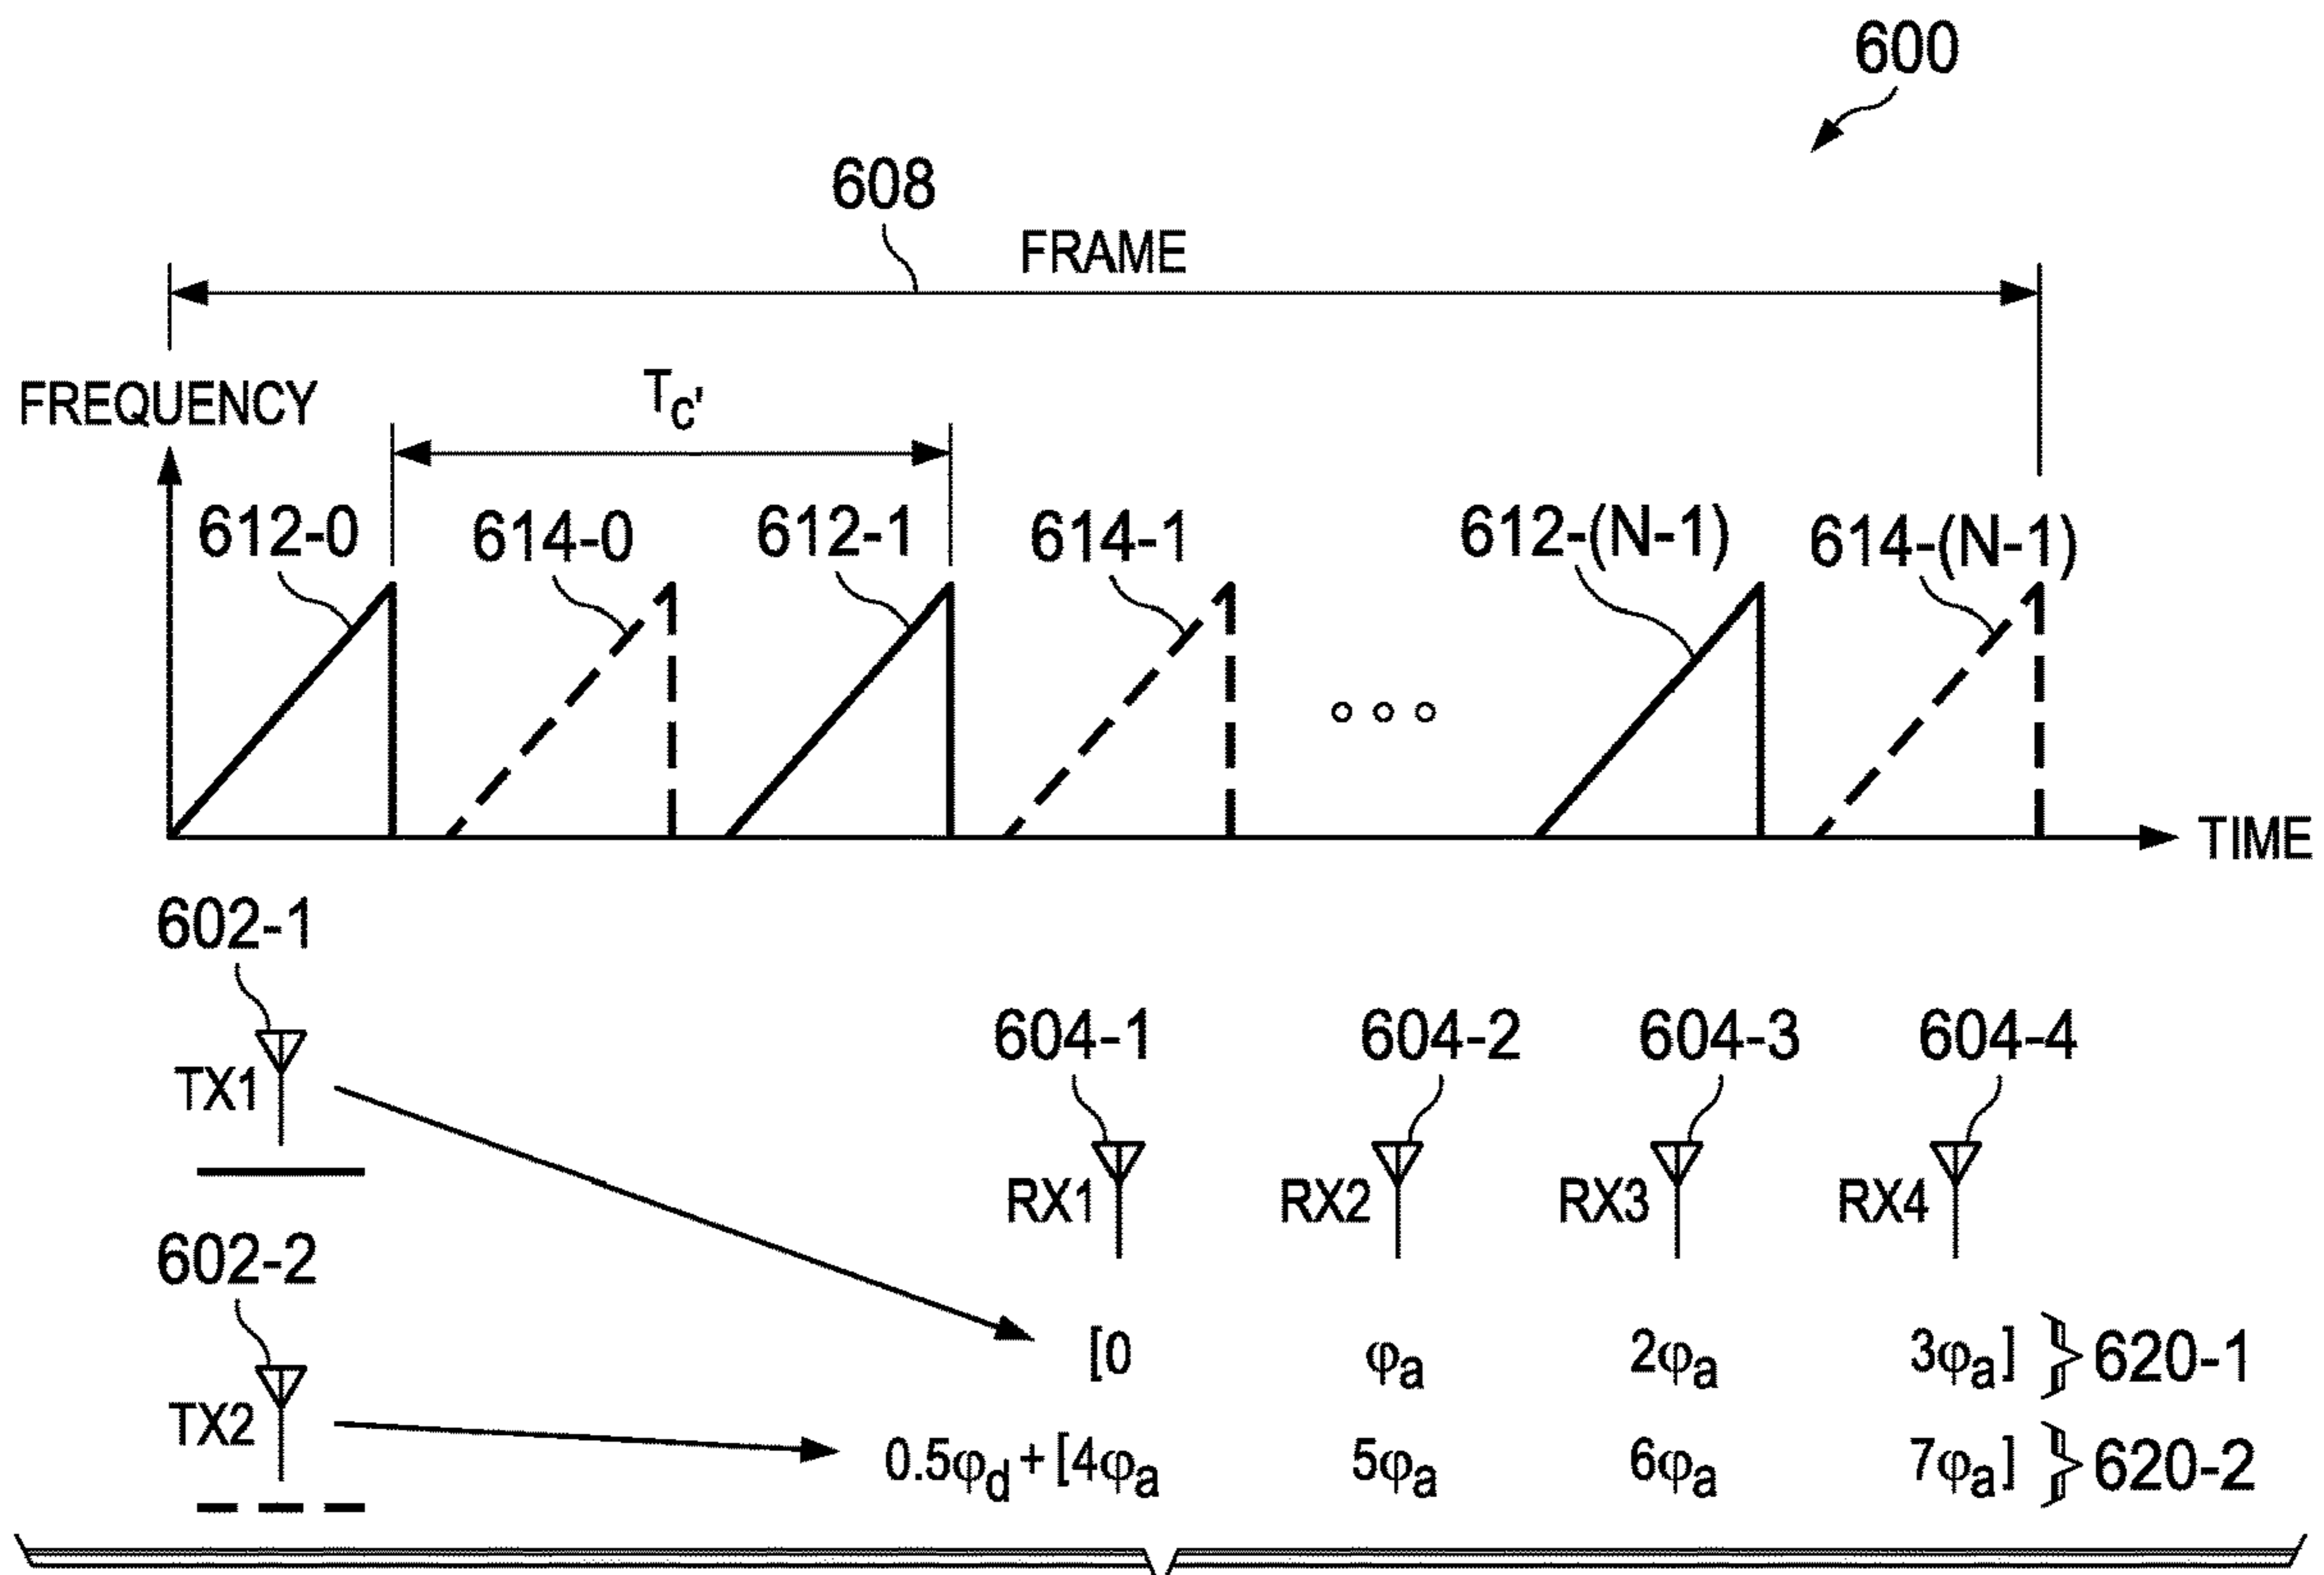 600
608
FRAME
FREQUENCY
Tc'
612-0 614-0 612-1 614-1 612-(N-1) 614-(N-1)
TIME
602-1
604-1 604-2 604-3 604-4
TX1
RX1 RX2 RX3 RX4
602-2
[0 φa 2φa 3φa] } 620-1
TX2
0.5φd + [4φa 5φa 6φa 7φa] } 620-2